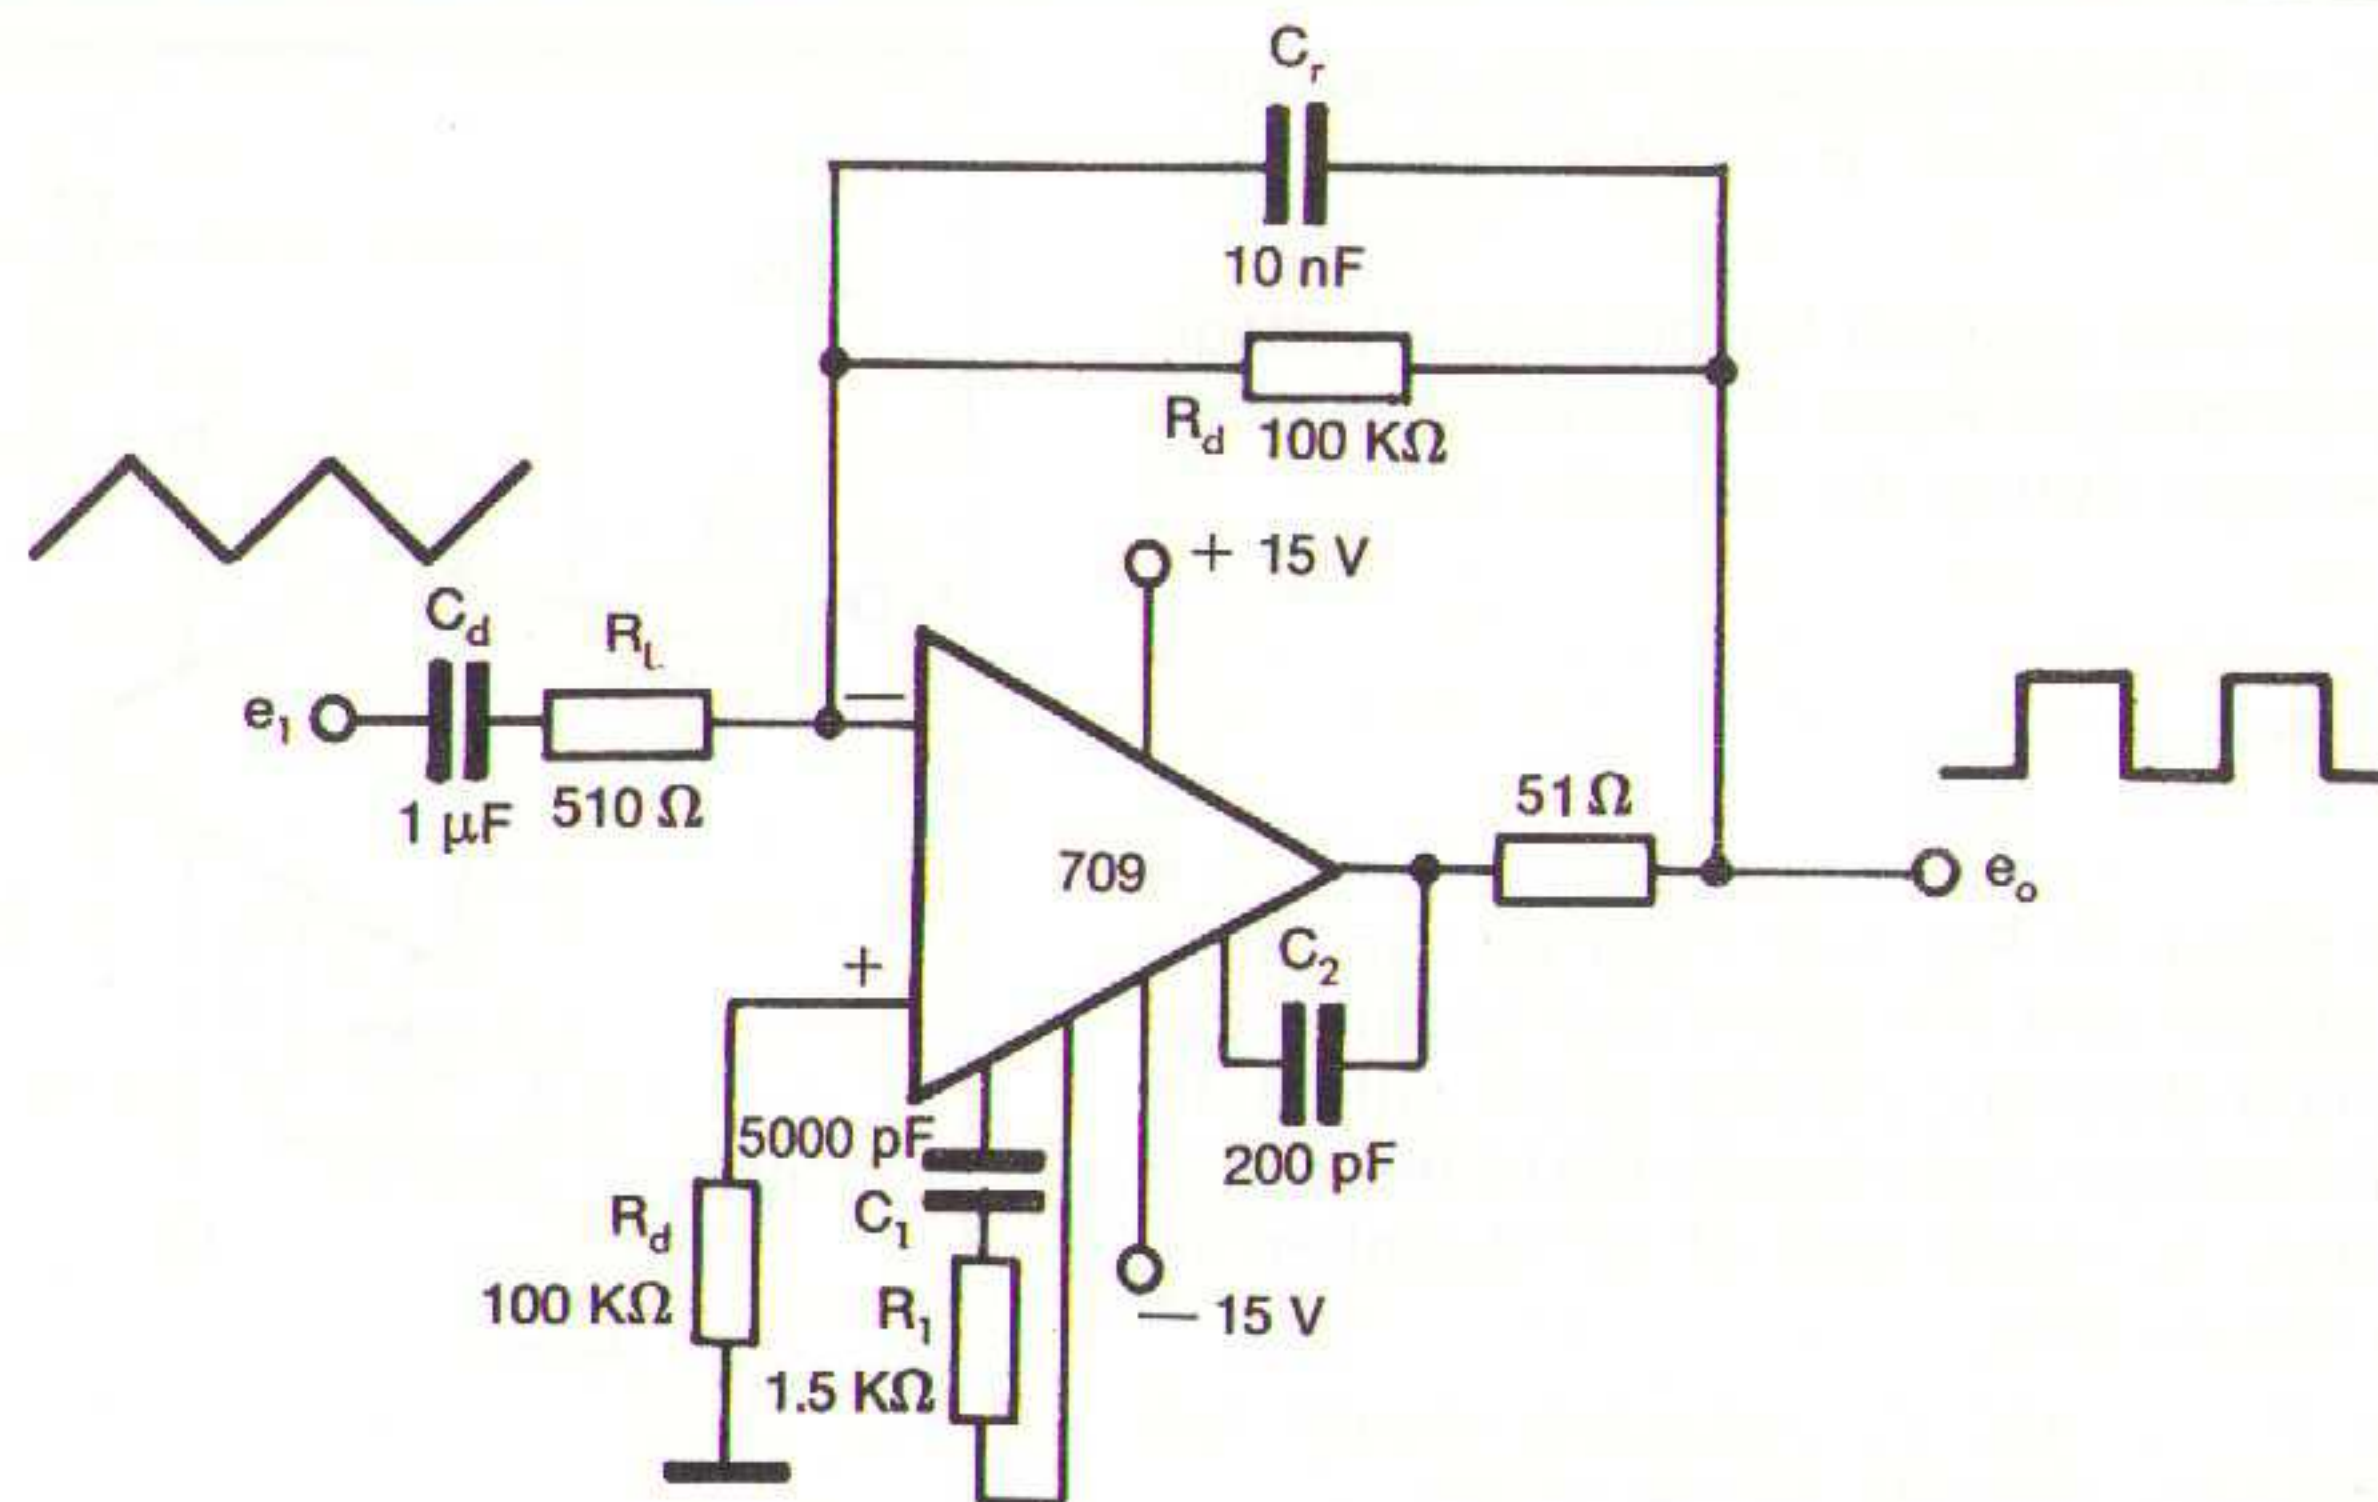 Cr
10 nF
Rd 100 KΩ
+ 15 V
Cd
RL
e1
1 µF
510 Ω
—
709
51 Ω
eo
+
C2
200 pF
5000 pF
C1
Rd
100 KΩ
R1
1.5 KΩ
— 15 V